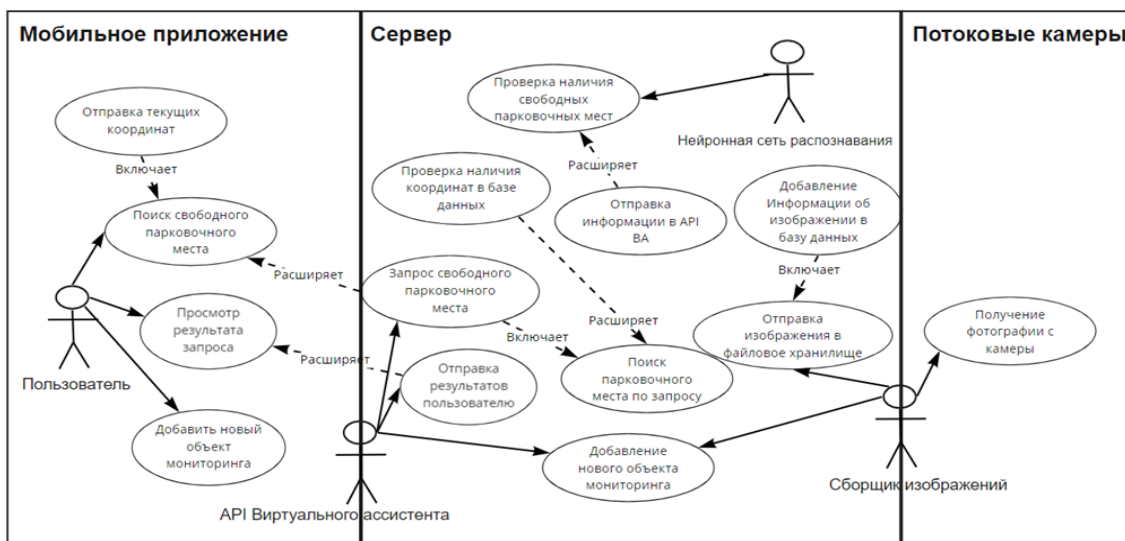 Мобильное приложение
Отправка текущих
координат
Включает
Поиск свободного
парковочного
места
Просмотр
результата
запроса
Пользователь
Добавить новый
объект
мониторинга
Расширяет
Расширяет
Сервер
Проверка наличия
свободных
парковочных мест
Нейронная сеть распознавания
Расширяет
Проверка наличия
координат в базе
данных
Отправка
информации в API
ВА
Добавление
Информации об
изображении в
базу данных
Включает
Запрос свободного
парковочного
места
Расширяет
Включает
Отправка
изображения в
файловое хранилище
Отправка
результатов
пользователю
Поиск
парковочного
места по запросу
Добавление
нового объекта
мониторинга
API Виртуального ассистента
Сборщик изображений
Потоковые камеры
Получение
фотографии с
камеры